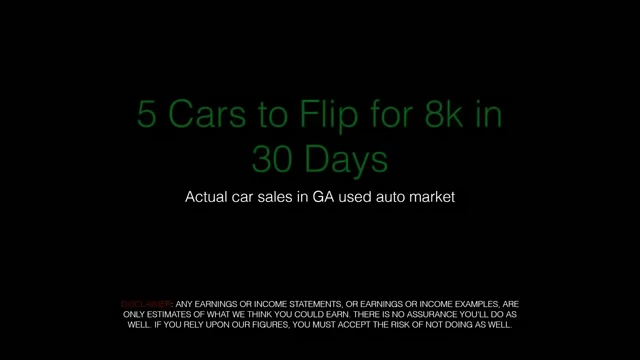 5 Cars to Flip for 8k in
30 Days
Actual car sales in GA used auto market
DISCLAIMER: ANY EARNINGS OR INCOME STATEMENTS, OR EARNINGS OR INCOME EXAMPLES, ARE
ONLY ESTIMATES OF WHAT WE THINK YOU COULD EARN. THERE IS NO ASSURANCE YOU'LL DO AS
WELL. IF YOU RELY UPON OUR FIGURES, YOU MUST ACCEPT THE RISK OF NOT DOING AS WELL.